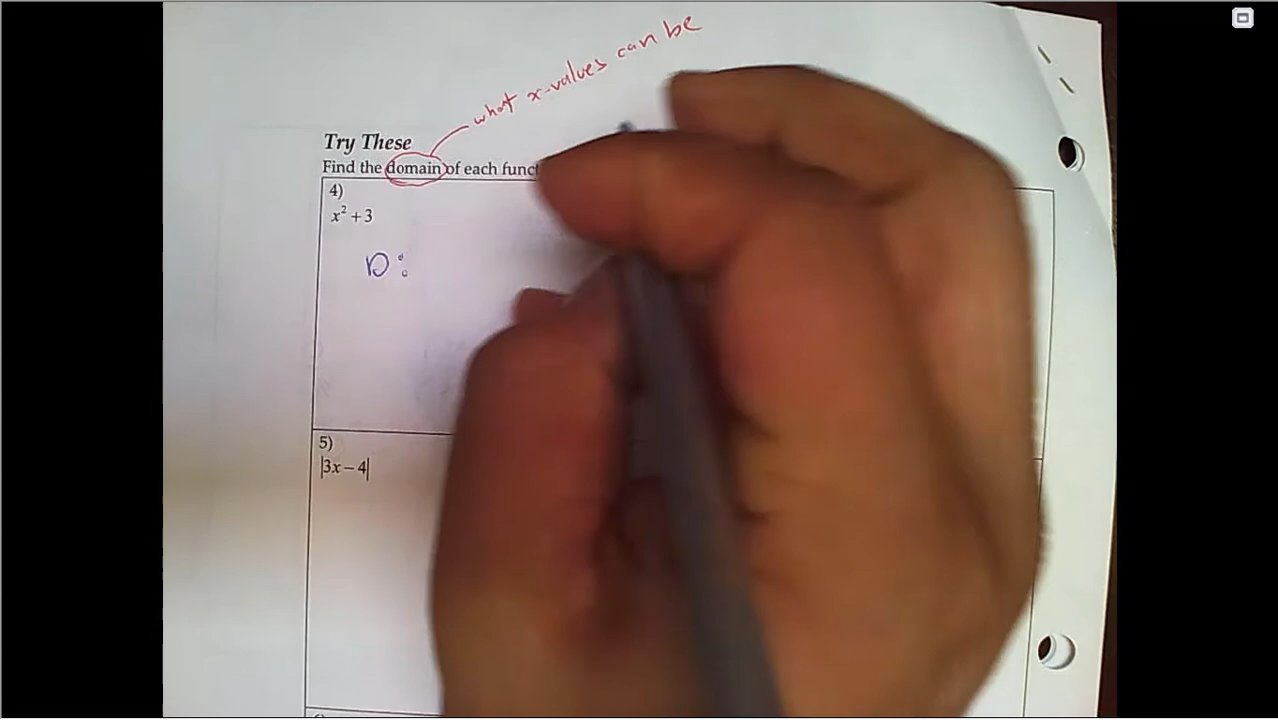 what x-values can be
Try These
Find the domain of each funct
4)
x² + 3
D:
5)
|3x – 4|